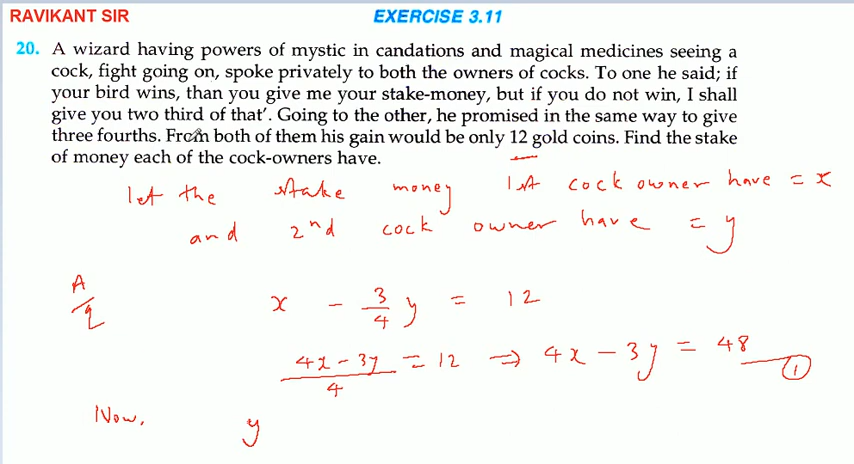 RAVIKANT SIR EXERCISE 3.11
20. A wizard having powers of mystic in candations and magical medicines seeing a
cock, fight going on, spoke privately to both the owners of cocks. To one he said; if
your bird wins, than you give me your stake-money, but if you do not win, I shall
give you two third of that'. Going to the other, he promised in the same way to give
three fourths. From both of them his gain would be only 12 gold coins. Find the stake
of money each of the cock-owners have.
let the stake money 1st cock owner have = x
and 2nd cock owner have = y
A/q x - 3/4 y = 12
(4x - 3y)/4 = 12 ⇒ 4x - 3y = 48 ①
Now, y